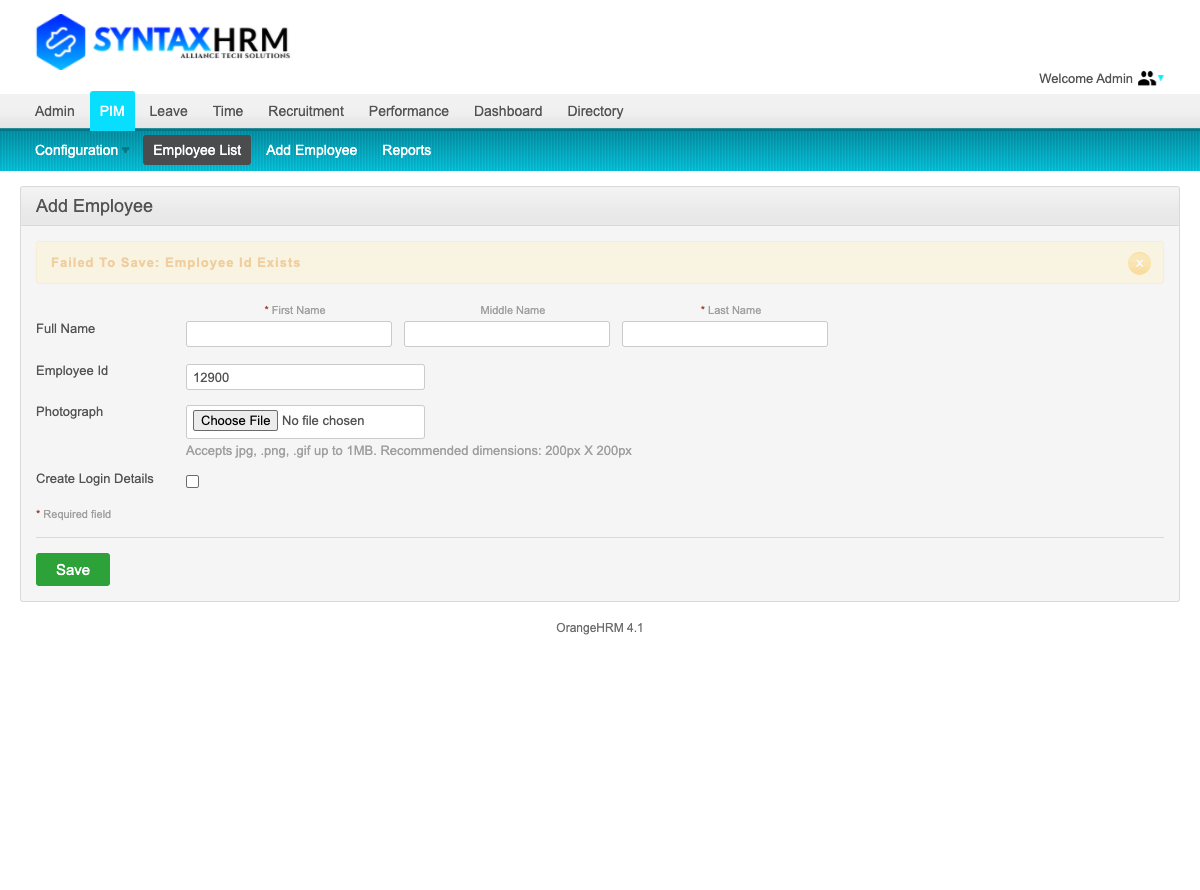 SYNTAXHRM
ALLIANCE TECH SOLUTIONS
Welcome Admin
Admin PIM Leave Time Recruitment Performance Dashboard Directory
Configuration Employee List Add Employee Reports
Add Employee
Failed To Save: Employee Id Exists
* First Name Middle Name * Last Name
Full Name
Employee Id 12900
Photograph Choose File No file chosen
Accepts jpg, .png, .gif up to 1MB. Recommended dimensions: 200px X 200px
Create Login Details
* Required field
Save
OrangeHRM 4.1